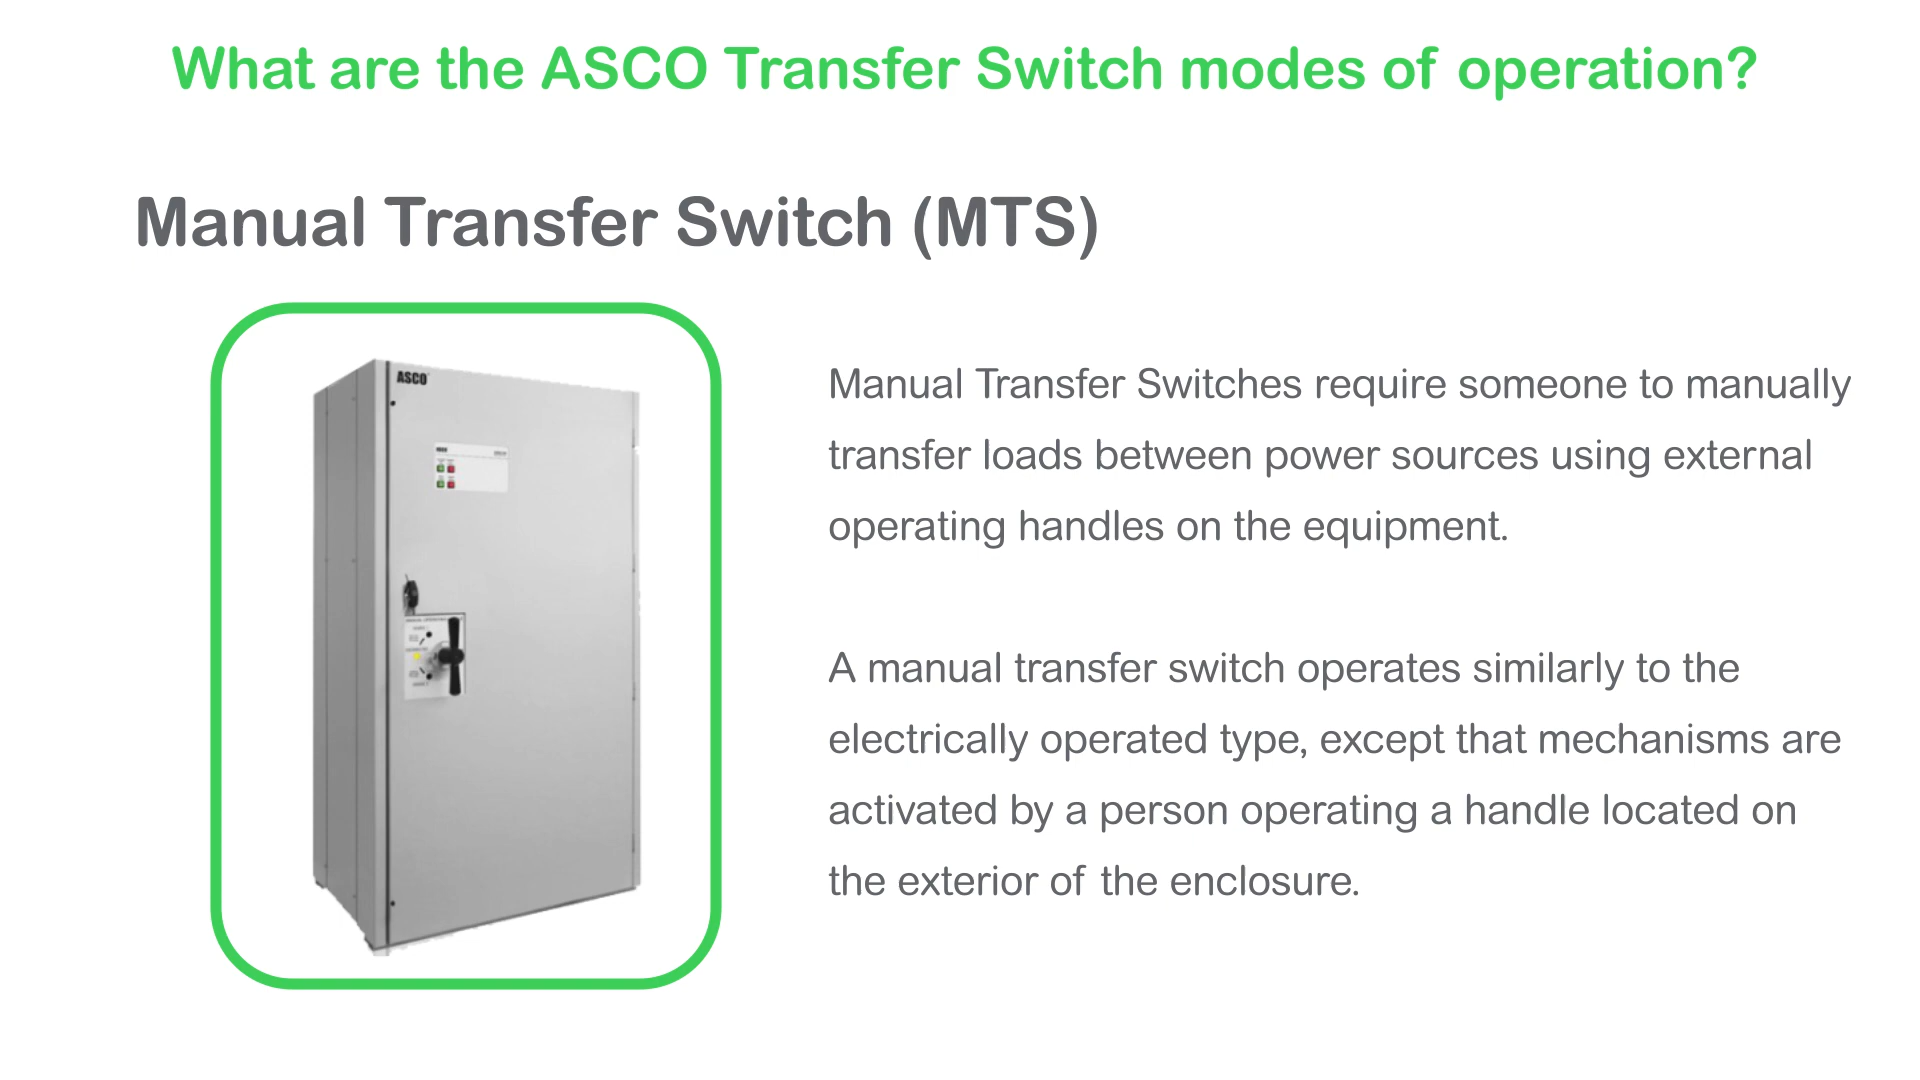 What are the ASCO Transfer Switch modes of operation?
Manual Transfer Switch (MTS)
ASCO
Manual Transfer Switches require someone to manually
transfer loads between power sources using external
operating handles on the equipment.
A manual transfer switch operates similarly to the
electrically operated type, except that mechanisms are
activated by a person operating a handle located on
the exterior of the enclosure.